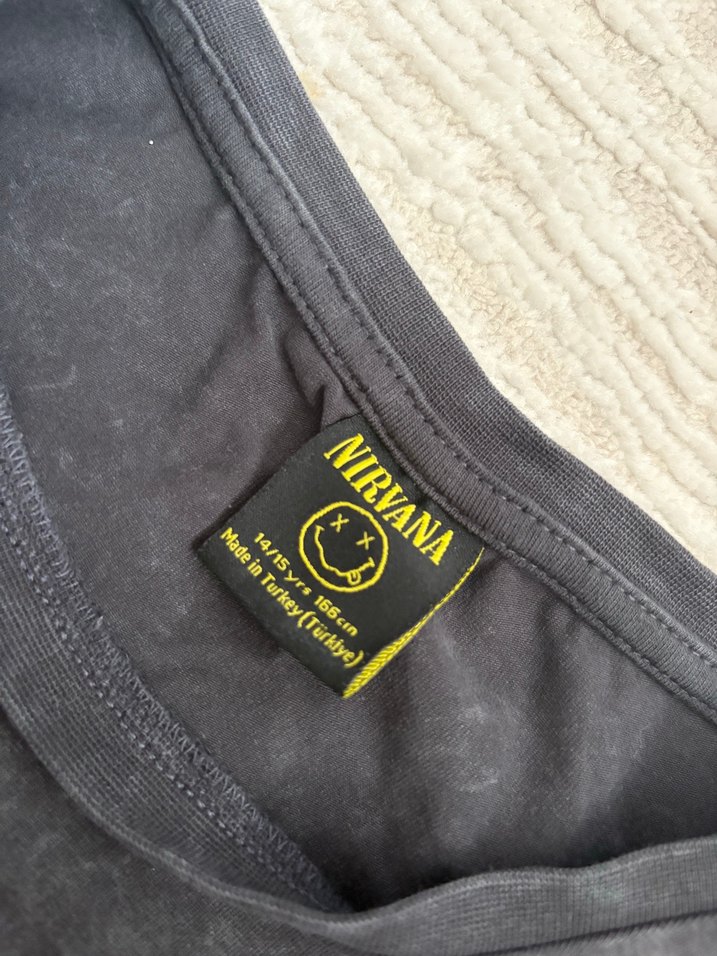 NIRVANA
14/15 yrs 166cm
Made in Turkey(Türkiye)